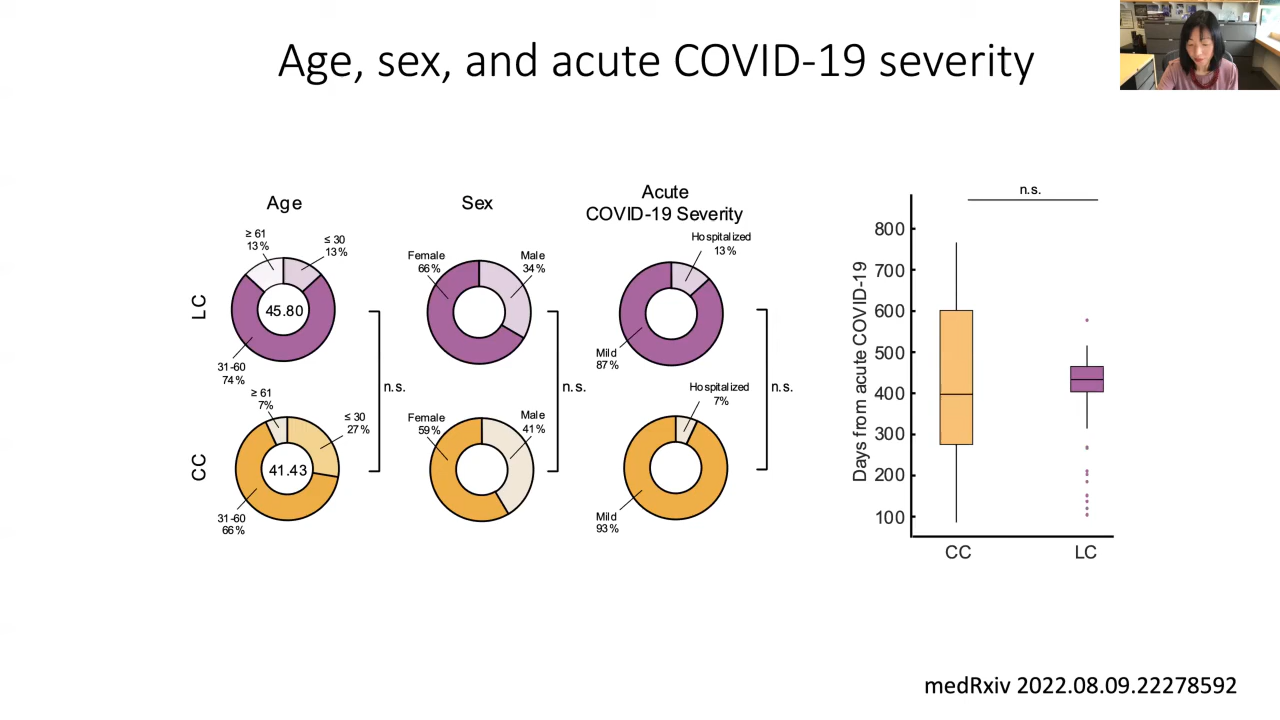 Age, sex, and acute COVID-19 severity
Age
Sex
Acute
COVID-19 Severity
LC
≥ 61
13%
≤ 30
13%
45.80
31-60
74%
Female
66%
Male
34%
Hospitalized
13%
Mild
87%
n.s.
n.s.
n.s.
CC
≥ 61
7%
≤ 30
27%
41.43
31-60
66%
Female
59%
Male
41%
Hospitalized
7%
Mild
93%
n.s.
Days from acute COVID-19
800
700
600
500
400
300
200
100
CC
LC
medRxiv 2022.08.09.22278592